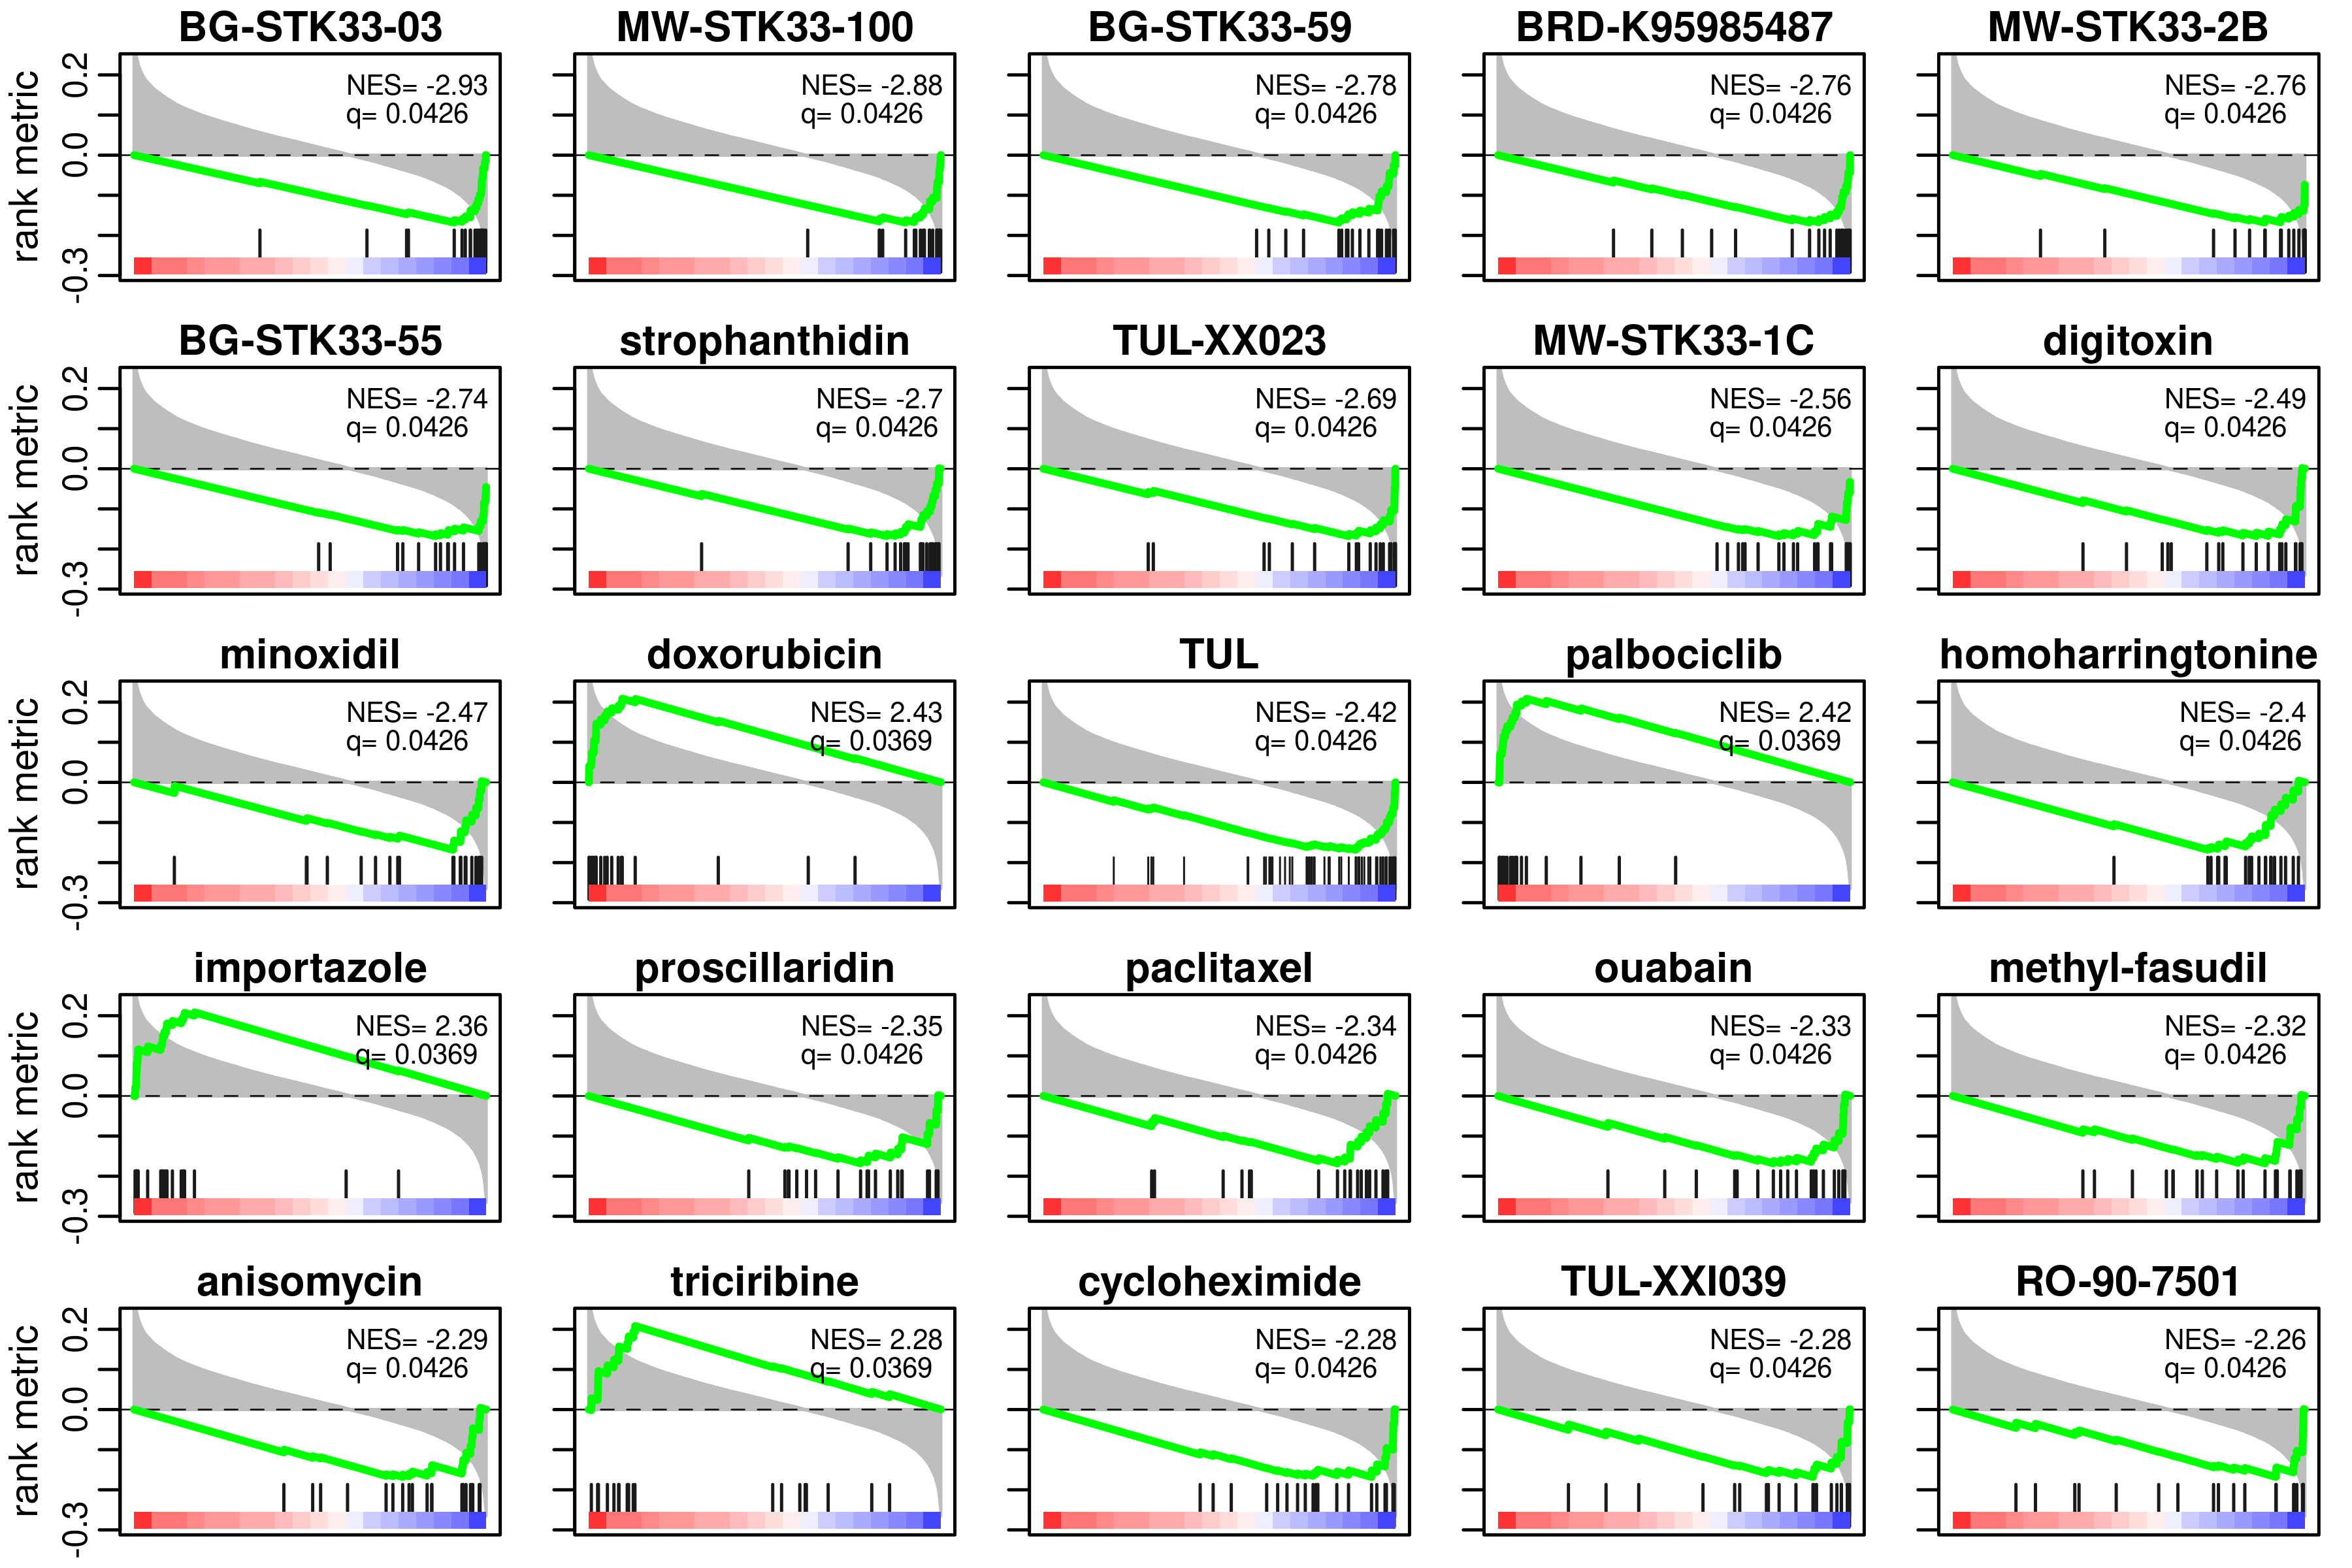 BG-STK33-03
MW-STK33-100
BG-STK33-59
BRD-K95985487
MW-STK33-2B
rank metric
0.2
0.0
-0.3
NES= -2.93
q= 0.0426
NES= -2.88
q= 0.0426
NES= -2.78
q= 0.0426
NES= -2.76
q= 0.0426
NES= -2.76
q= 0.0426
BG-STK33-55
strophanthidin
TUL-XX023
MW-STK33-1C
digitoxin
rank metric
0.2
0.0
-0.3
NES= -2.74
q= 0.0426
NES= -2.7
q= 0.0426
NES= -2.69
q= 0.0426
NES= -2.56
q= 0.0426
NES= -2.49
q= 0.0426
minoxidil
doxorubicin
TUL
palbociclib
homoharringtonine
rank metric
0.2
0.0
-0.3
NES= -2.47
q= 0.0426
NES= 2.43
q= 0.0369
NES= -2.42
q= 0.0426
NES= 2.42
q= 0.0369
NES= -2.4
q= 0.0426
importazole
proscillaridin
paclitaxel
ouabain
methyl-fasudil
rank metric
0.2
0.0
-0.3
NES= 2.36
q= 0.0369
NES= -2.35
q= 0.0426
NES= -2.34
q= 0.0426
NES= -2.33
q= 0.0426
NES= -2.32
q= 0.0426
anisomycin
triciribine
cycloheximide
TUL-XXI039
RO-90-7501
rank metric
0.2
0.0
-0.3
NES= -2.29
q= 0.0426
NES= 2.28
q= 0.0369
NES= -2.28
q= 0.0426
NES= -2.28
q= 0.0426
NES= -2.26
q= 0.0426